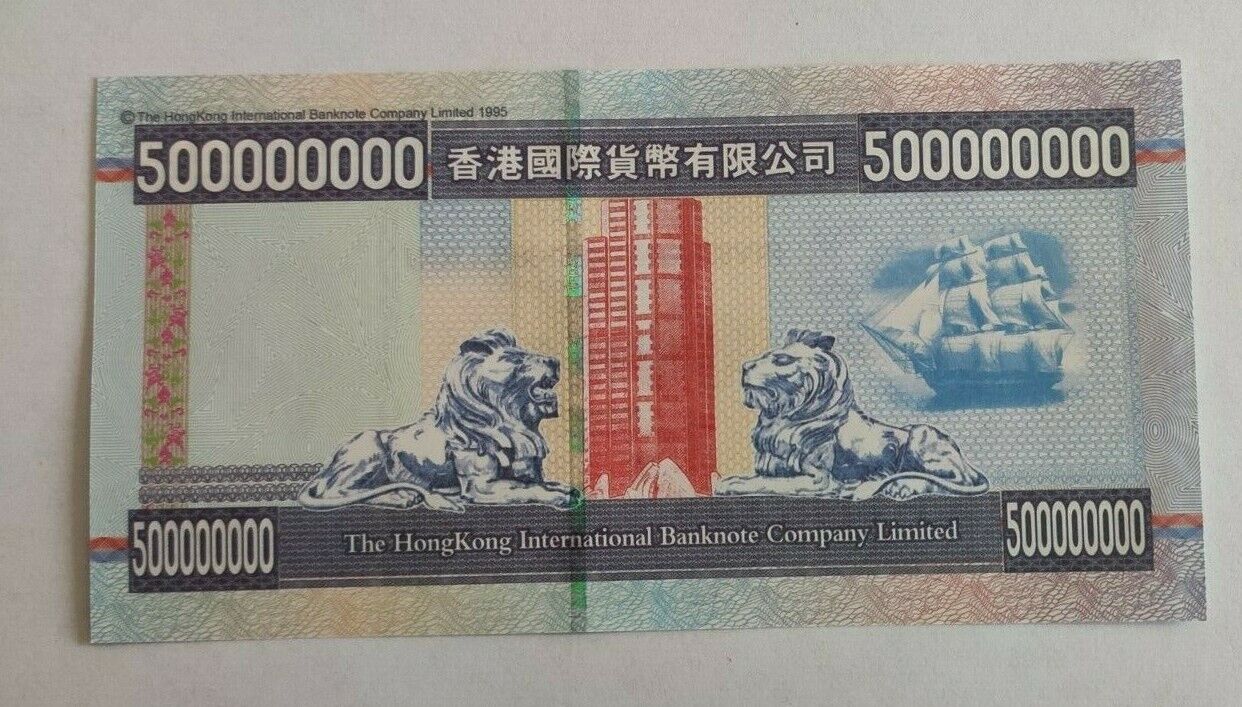 © The HongKong International Banknote Company Limited 1995
500000000 香港國際貨幣有限公司 500000000
500000000 The HongKong International Banknote Company Limited 500000000